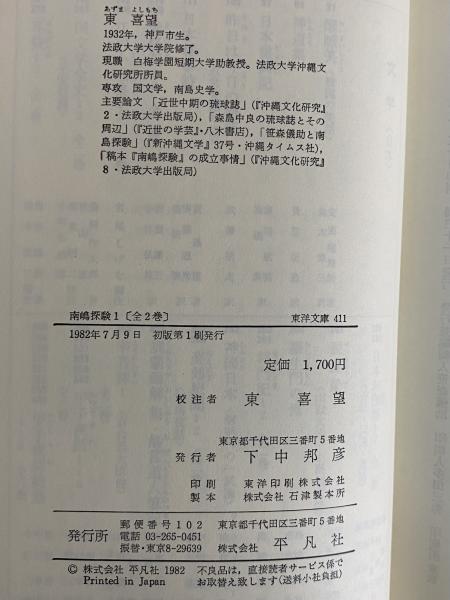 あずま よしもち
東 喜望
1932年，神戸市生。
法政大学大学院修了。
現職 白梅学園短期大学助教授。法政大学沖縄文
化研究所所員。
専攻 国文学，南島史学。
主要論文 「近世中期の琉球誌」（『沖縄文化研究』
2・法政大学出版局），「森島中良の琉球誌とその
周辺」（『近世の学芸』・八木書店），「笹森儀助と南
島探験」（『新沖縄文学』37号・沖縄タイムス社），
「稿本『南嶋探験』の成立事情」（『沖縄文化研究』
8・法政大学出版局）
南嶋探験1〔全2巻〕 東洋文庫 411
1982年7月9日 初版第1刷発行
定価 1,700円
校注者 東 喜望
東京都千代田区三番町5番地
発行者 下中邦彦
印刷 東洋印刷株式会社
製本 株式会社 石津製本所
郵便番号102 東京都千代田区三番町5番地
発行所 電話 03-265-0451
振替・東京8-29639 株式会社 平凡社
© 株式会社 平凡社 1982 不良品は，直接読者サービス係で
Printed in Japan お取替え致します（送料小社負担）